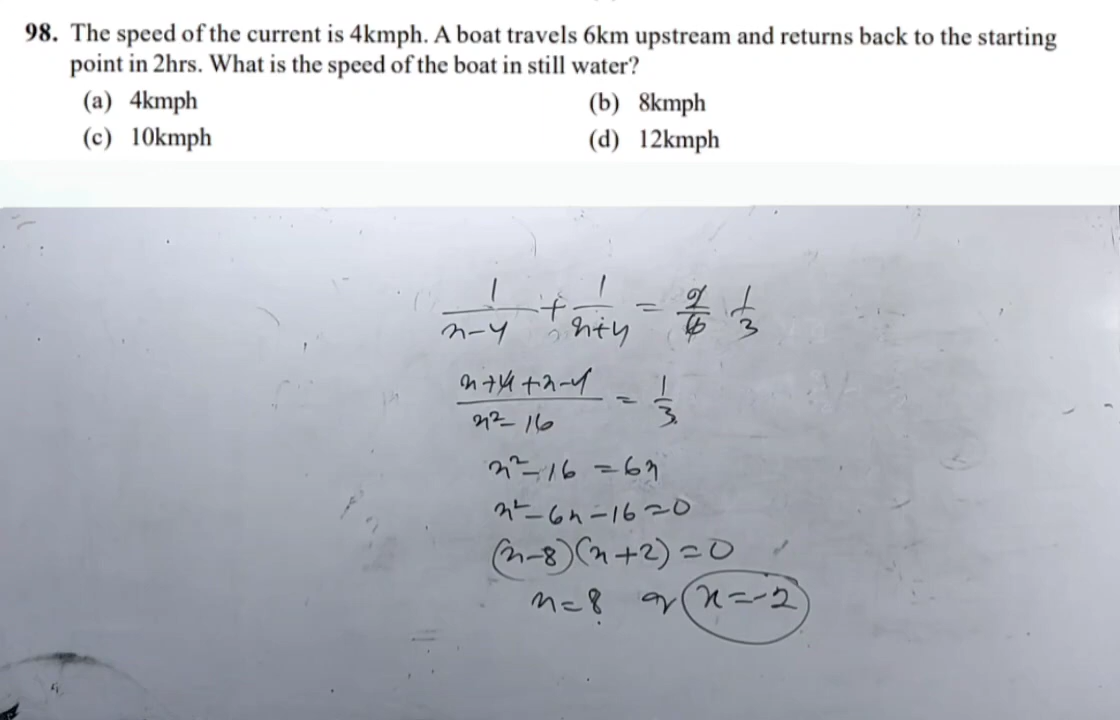 98. The speed of the current is 4kmph. A boat travels 6km upstream and returns back to the starting
point in 2hrs. What is the speed of the boat in still water?
(a) 4kmph (b) 8kmph
(c) 10kmph (d) 12kmph
1/(x-4) + 1/(x+4) = 2/6 1/3
(x+4+x-4)/(x²-16) = 1/3
x²-16 = 6x
x²-6x-16=0
(x-8)(x+2)=0
x=8 or x=-2